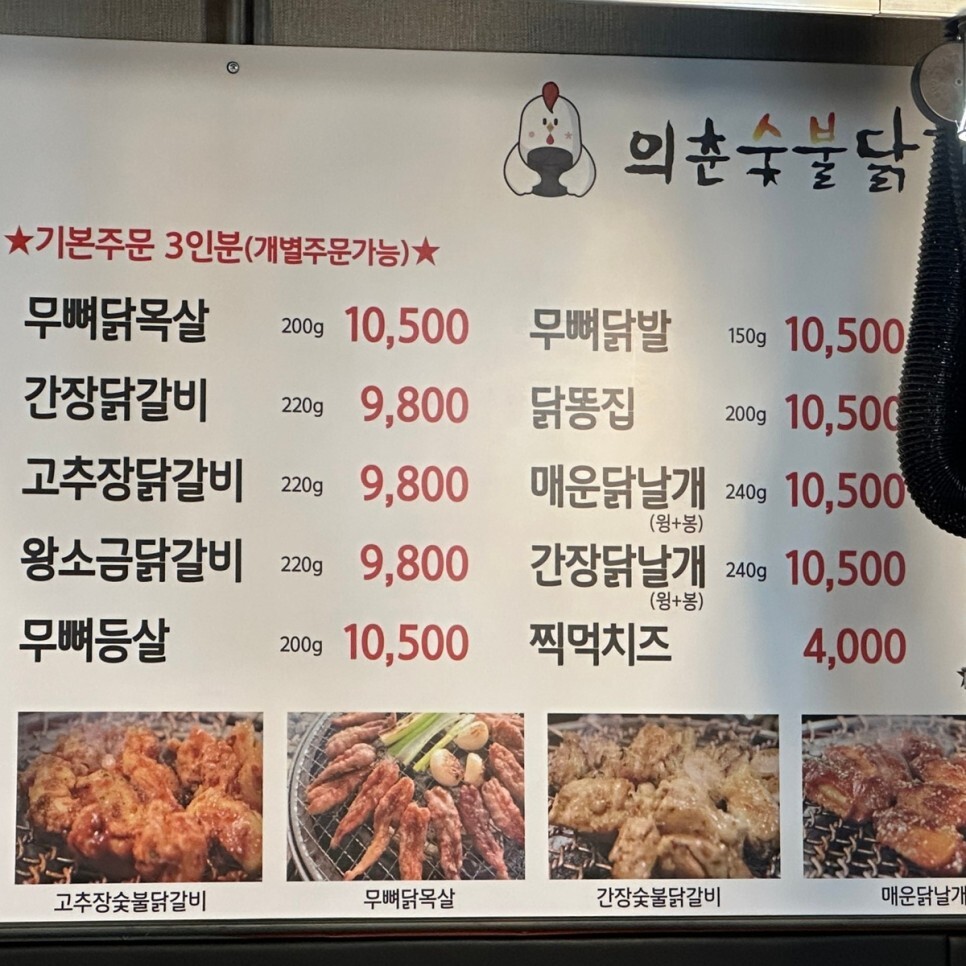 의춘숯불닭
★기본주문 3인분(개별주문가능)★
무뼈닭목살 200g 10,500
간장닭갈비 220g 9,800
고추장닭갈비 220g 9,800
왕소금닭갈비 220g 9,800
무뼈등살 200g 10,500
무뼈닭발 150g 10,500
닭똥집 200g 10,500
매운닭날개 240g 10,500
(윙+봉)
간장닭날개 240g 10,500
(윙+봉)
찍먹치즈 4,000
고추장숯불닭갈비
무뼈닭목살
간장숯불닭갈비
매운닭날개